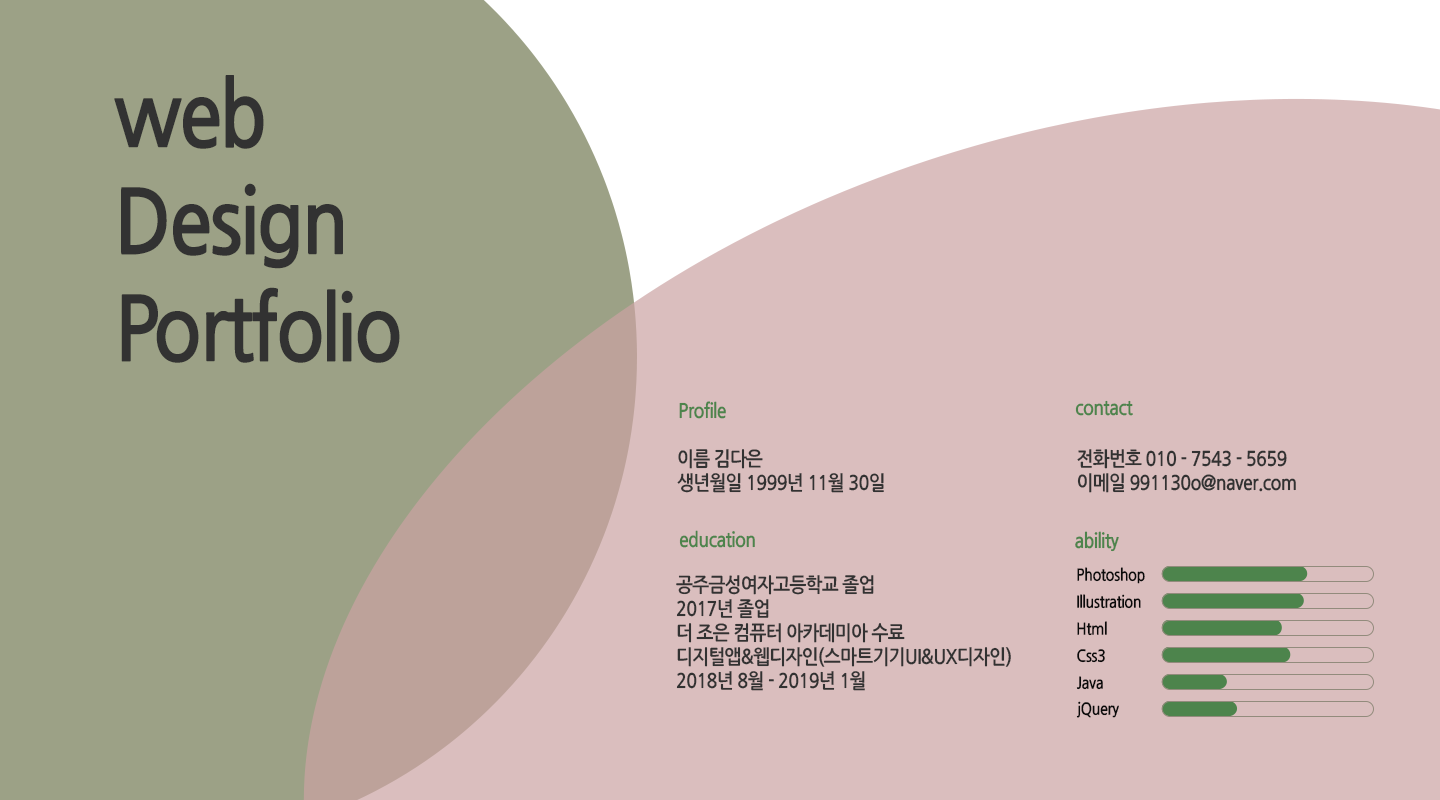 web
Design
Portfolio
Profile
이름 김다은
생년월일 1999년 11월 30일
education
공주금성여자고등학교 졸업
2017년 졸업
더 조은 컴퓨터 아카데미아 수료
디지털앱&웹디자인(스마트기기UI&UX디자인)
2018년 8월 - 2019년 1월
contact
전화번호 010 - 7543 - 5659
이메일 991130o@naver.com
ability
Photoshop
Illustration
Html
Css3
Java
jQuery